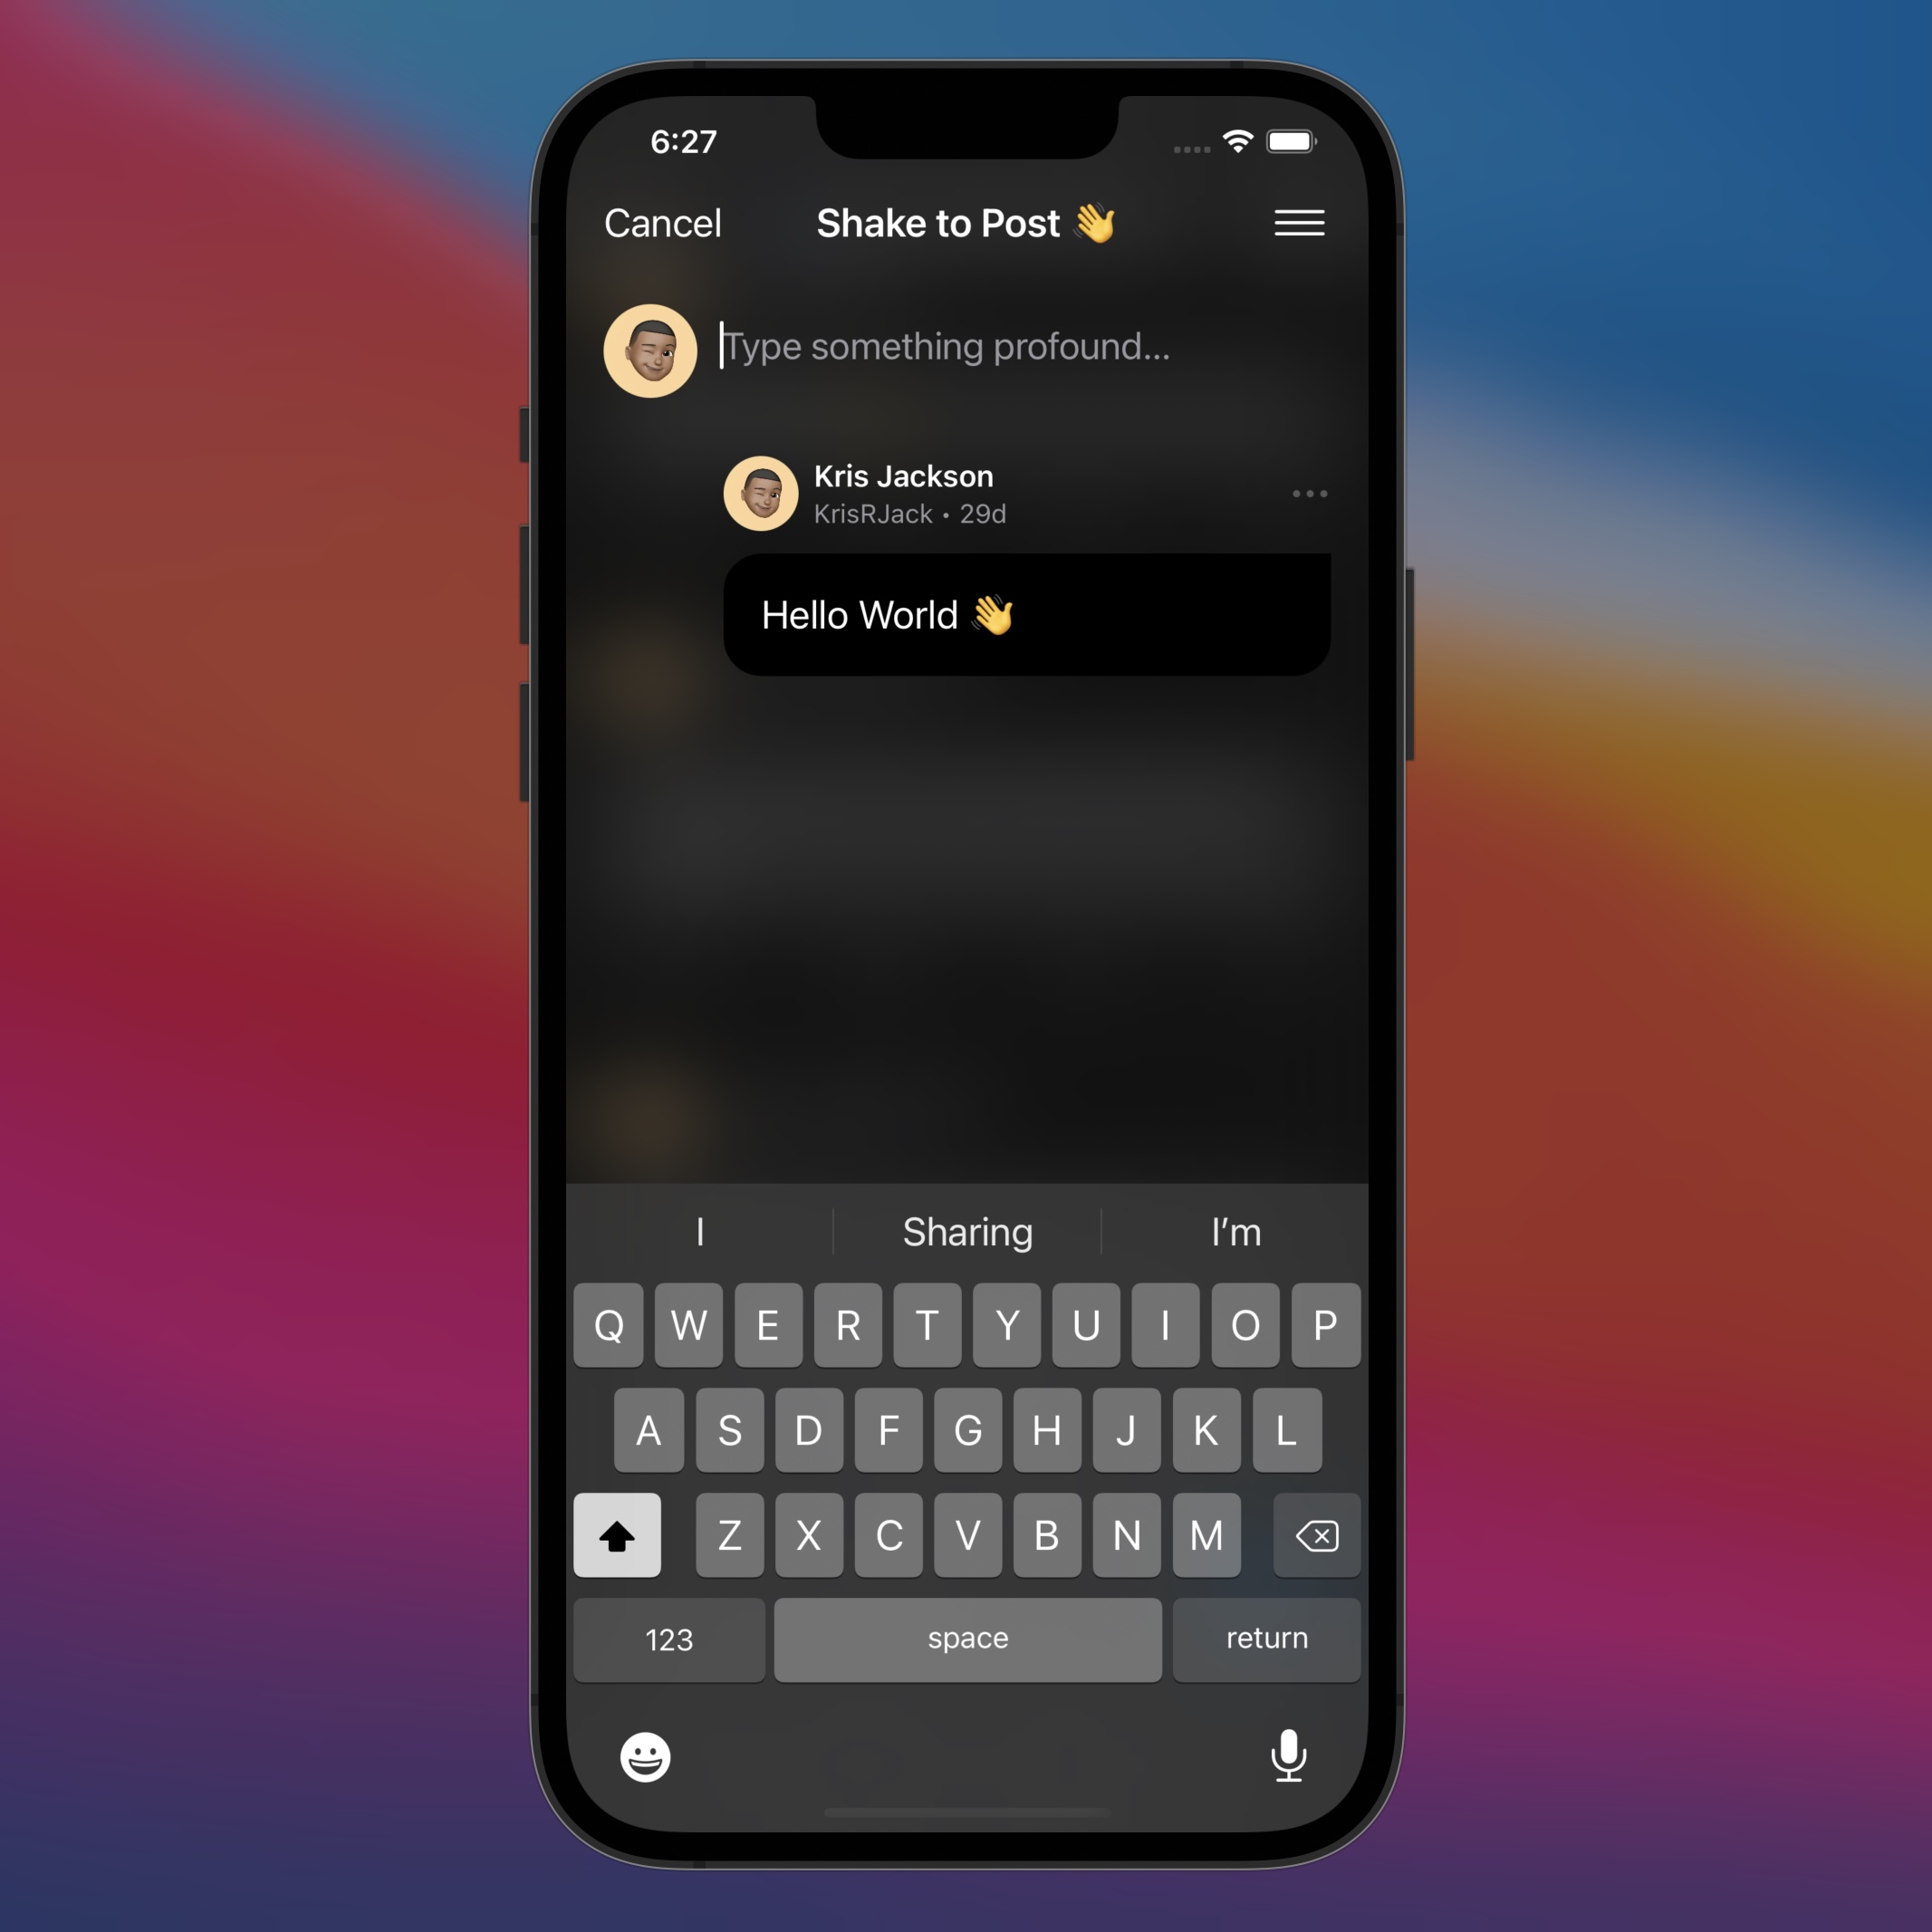 6:27
Cancel Shake to Post 👋
Type something profound...
Kris Jackson
KrisRJack • 29d
Hello World 👋
I Sharing I’m
Q W E R T Y U I O P
A S D F G H J K L
Z X C V B N M
123 space return